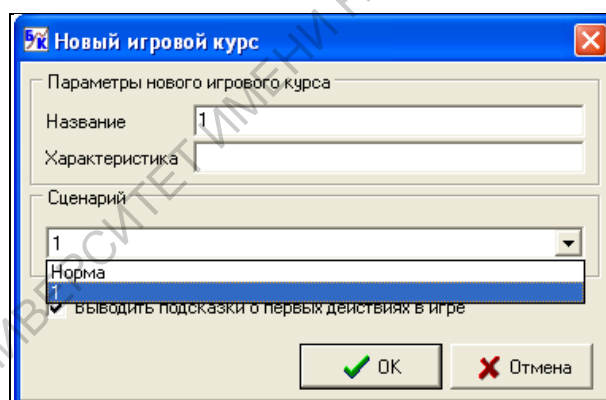 БК Новый игровой курс
Параметры нового игрового курса
Название 1
Характеристика
Сценарий
1
Норма
1
Выводить подсказки о первых действиях в игре
OK Отмена